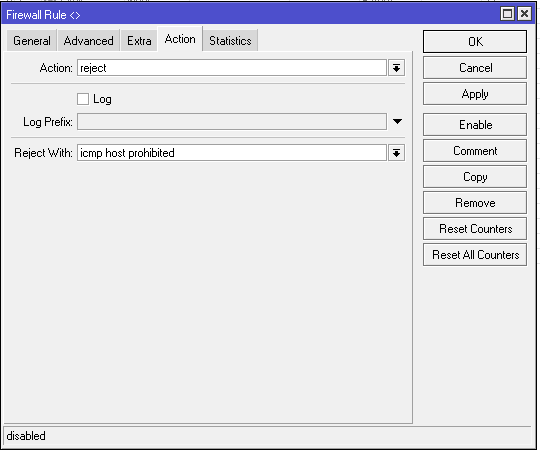 Firewall Rule <>
General Advanced Extra Action Statistics
OK
Action: reject
Cancel
Log
Apply
Log Prefix:
Enable
Reject With: icmp host prohibited
Comment
Copy
Remove
Reset Counters
Reset All Counters
disabled